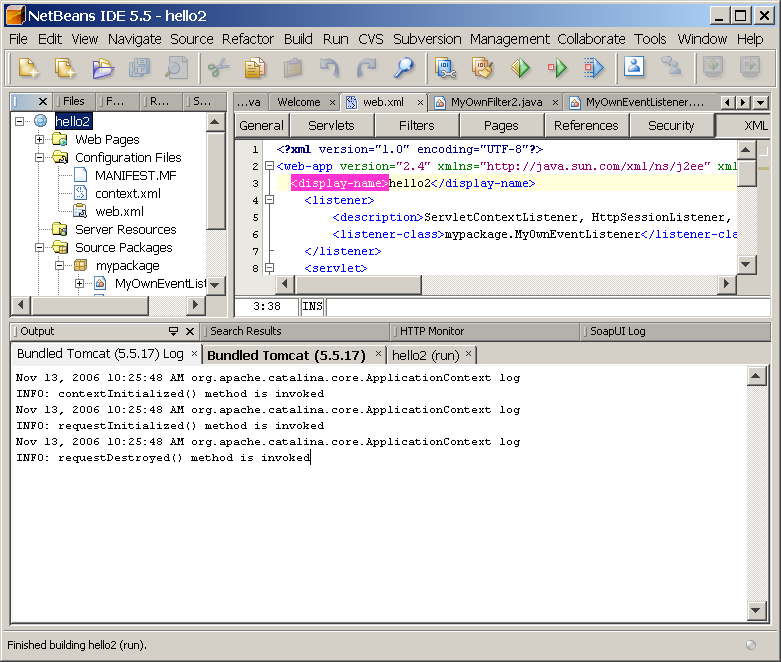 NetBeans IDE 5.5 - hello2
File Edit View Navigate Source Refactor Build Run CVS Subversion Management Collaborate Tools Window Help
Files F... R... S...
...va Welcome web.xml MyOwnFilter2.java MyOwnEventListener....
General Servlets Filters Pages References Security XML
hello2
Web Pages
Configuration Files
MANIFEST.MF
context.xml
web.xml
Server Resources
Source Packages
mypackage
MyOwnEventList
1 <?xml version="1.0" encoding="UTF-8"?>
2 <web-app version="2.4" xmlns="http://java.sun.com/xml/ns/j2ee" xml
3 <display-name>hello2</display-name>
4 <listener>
5 <description>ServletContextListener, HttpSessionListener,
6 <listener-class>mypackage.MyOwnEventListener</listener-cla
7 </listener>
8 <servlet>
3:38 INS
Output Search Results HTTP Monitor SoapUI Log
Bundled Tomcat (5.5.17) Log Bundled Tomcat (5.5.17) hello2 (run)
Nov 13, 2006 10:25:48 AM org.apache.catalina.core.ApplicationContext log
INFO: contextInitialized() method is invoked
Nov 13, 2006 10:25:48 AM org.apache.catalina.core.ApplicationContext log
INFO: requestInitialized() method is invoked
Nov 13, 2006 10:25:48 AM org.apache.catalina.core.ApplicationContext log
INFO: requestDestroyed() method is invoked
Finished building hello2 (run).